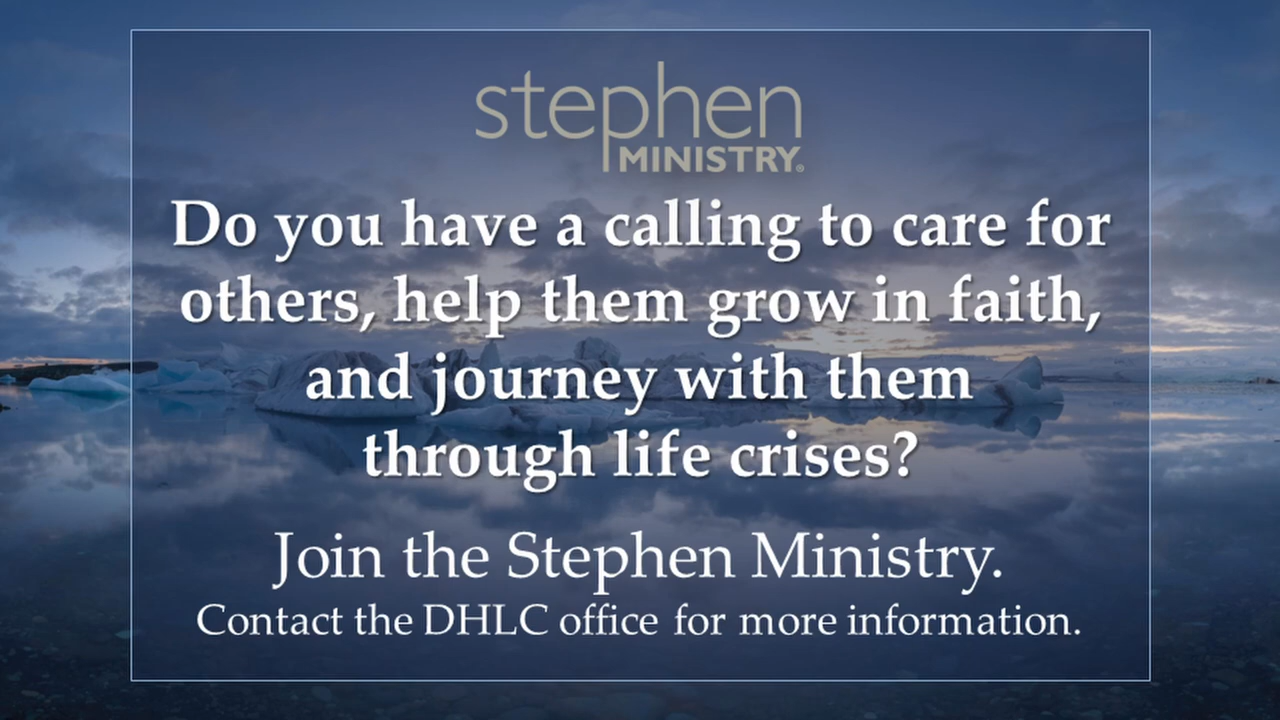 stephen
MINISTRY®
Do you have a calling to care for
others, help them grow in faith,
and journey with them
through life crises?
Join the Stephen Ministry.
Contact the DHLC office for more information.